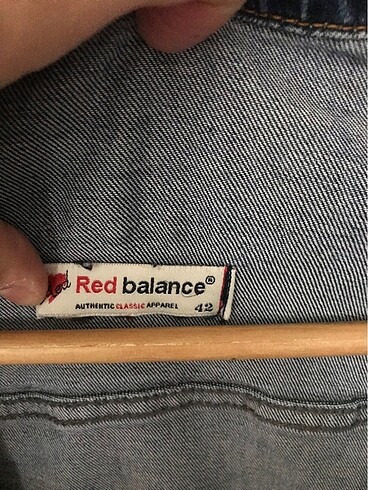 Red balance®
AUTHENTIC CLASSIC APPAREL 42